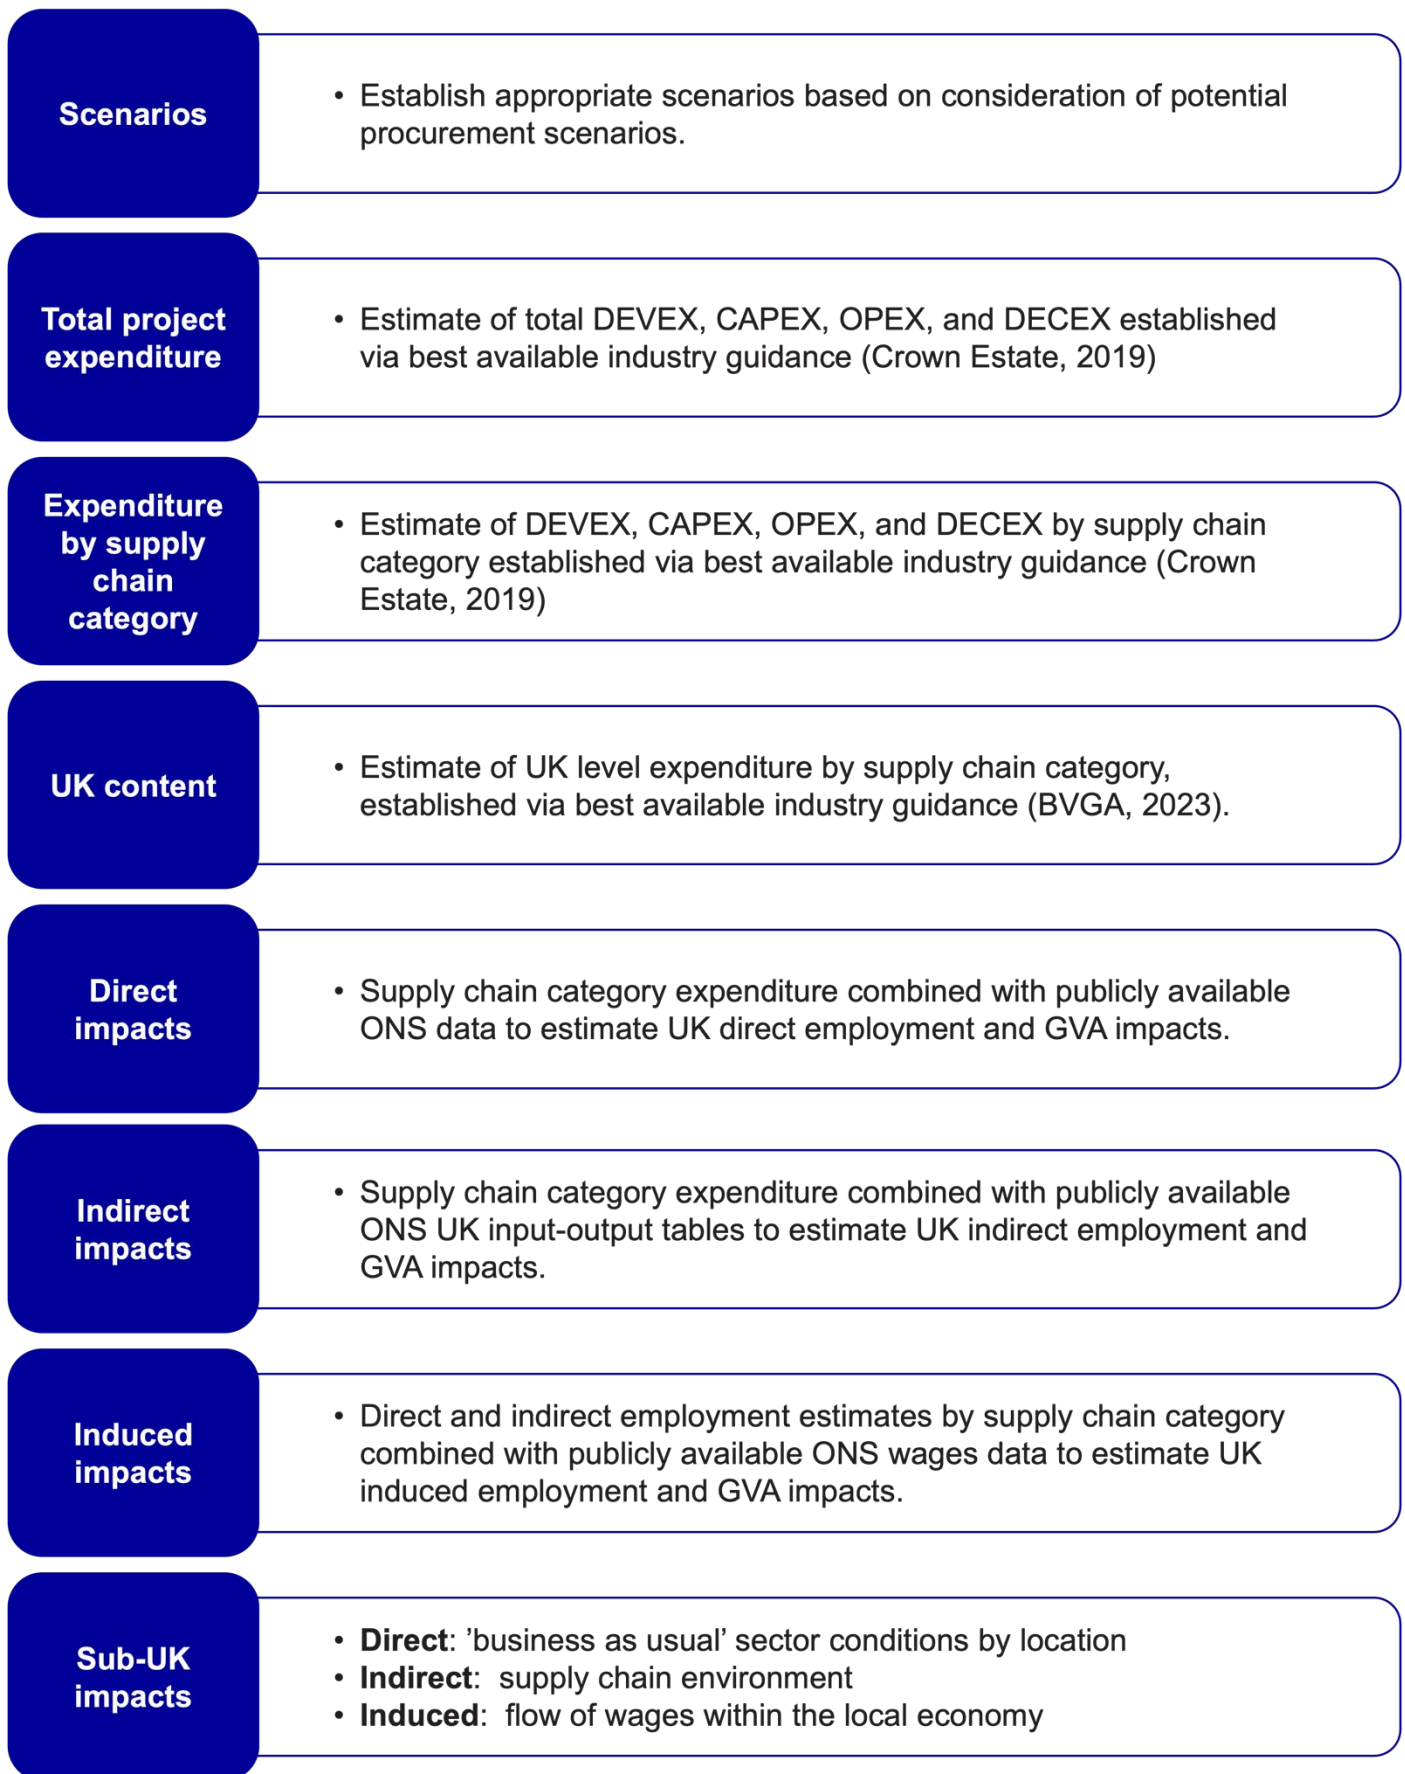 Scenarios
• Establish appropriate scenarios based on consideration of potential
procurement scenarios.
Total project
expenditure
• Estimate of total DEVEX, CAPEX, OPEX, and DECEX established
via best available industry guidance (Crown Estate, 2019)
Expenditure
by supply
chain
category
• Estimate of DEVEX, CAPEX, OPEX, and DECEX by supply chain
category established via best available industry guidance (Crown
Estate, 2019)
UK content
• Estimate of UK level expenditure by supply chain category,
established via best available industry guidance (BVGA, 2023).
Direct
impacts
• Supply chain category expenditure combined with publicly available
ONS data to estimate UK direct employment and GVA impacts.
Indirect
impacts
• Supply chain category expenditure combined with publicly available
ONS UK input-output tables to estimate UK indirect employment and
GVA impacts.
Induced
impacts
• Direct and indirect employment estimates by supply chain category
combined with publicly available ONS wages data to estimate UK
induced employment and GVA impacts.
Sub-UK
impacts
• Direct: ’business as usual’ sector conditions by location
• Indirect:  supply chain environment
• Induced:  flow of wages within the local economy